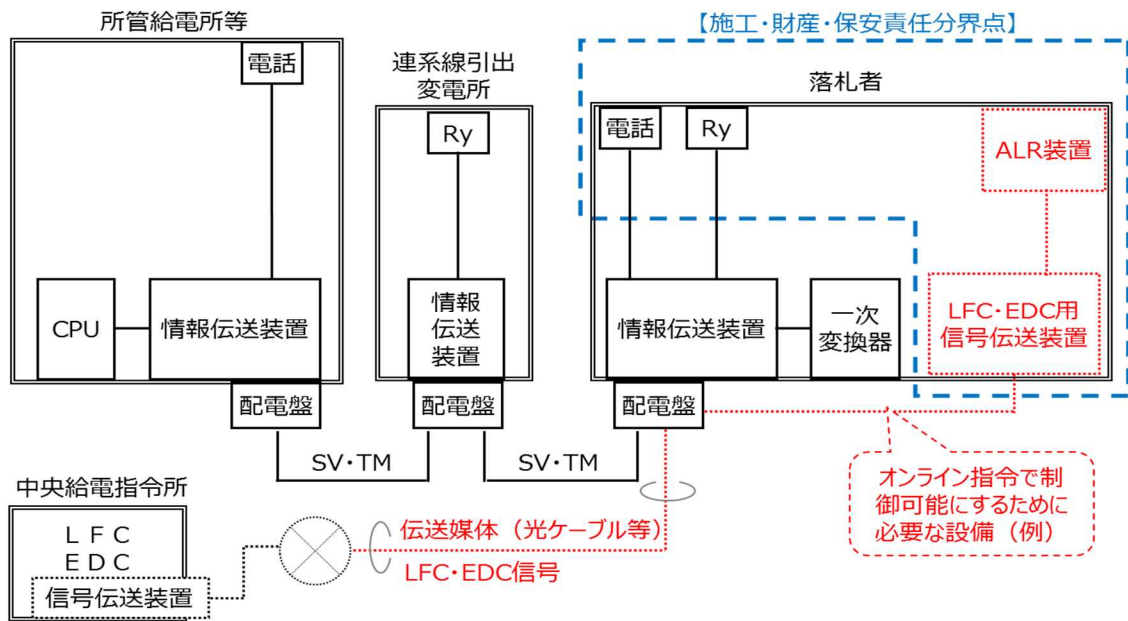 所管給電所等
電話
CPU
情報伝送装置
配電盤
連系線引出
変電所
Ry
情報
伝送
装置
配電盤
【施工・財産・保安責任分界点】
落札者
電話
Ry
ALR装置
情報伝送装置
一次
変換器
LFC・EDC用
信号伝送装置
配電盤
SV・TM
SV・TM
オンライン指令で制
御可能にするために
必要な設備（例）
中央給電指令所
ＬＦＣ
ＥＤＣ
信号伝送装置
伝送媒体（光ケーブル等）
LFC・EDC信号